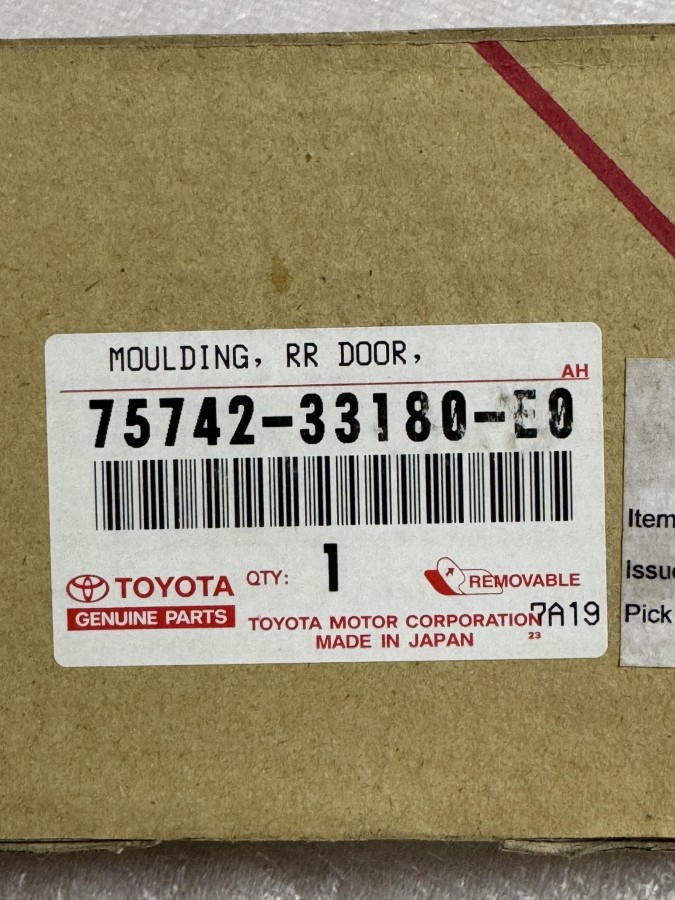 MOULDING, RR DOOR,
AH
75742-33180-E0
TOYOTA QTY: 1 REMOVABLE
GENUINE PARTS
TOYOTA MOTOR CORPORATION 7A19
MADE IN JAPAN 23
Item
Issue
Pick